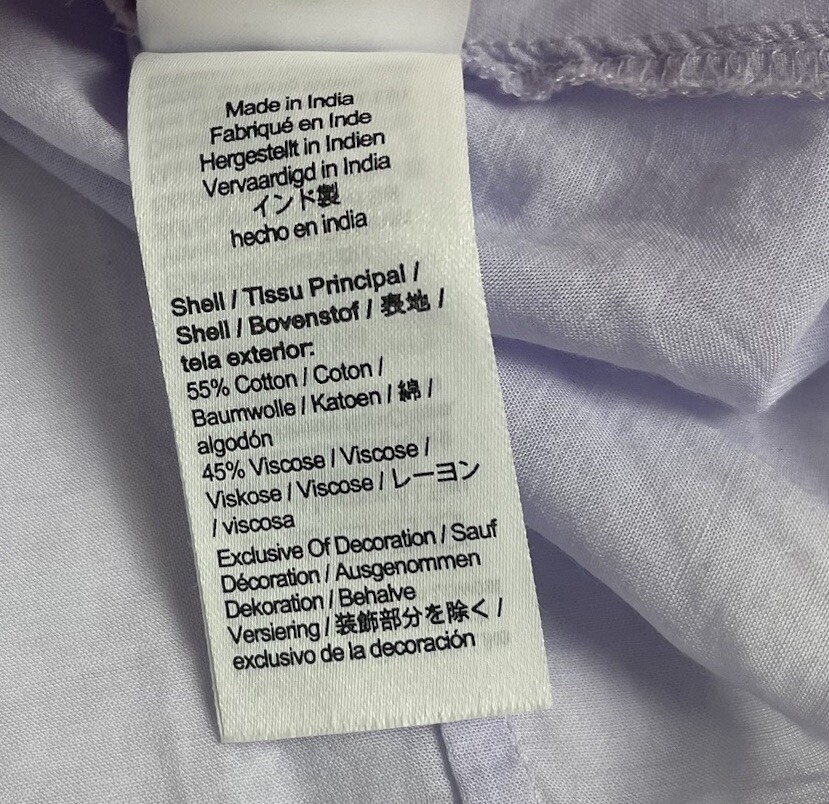 Made in India
Fabriqué en Inde
Hergestellt in Indien
Vervaardigd in India
インド製
hecho en india
Shell / Tissu Principal /
Shell / Bovenstof / 表地 /
tela exterior:
55% Cotton / Coton /
Baumwolle / Katoen / 綿 /
algodón
45% Viscose / Viscose /
Viskose / Viscose / レーヨン
/ viscosa
Exclusive Of Decoration / Sauf
Décoration / Ausgenommen
Dekoration / Behalve
Versiering / 装飾部分を除く /
exclusivo de la decoración